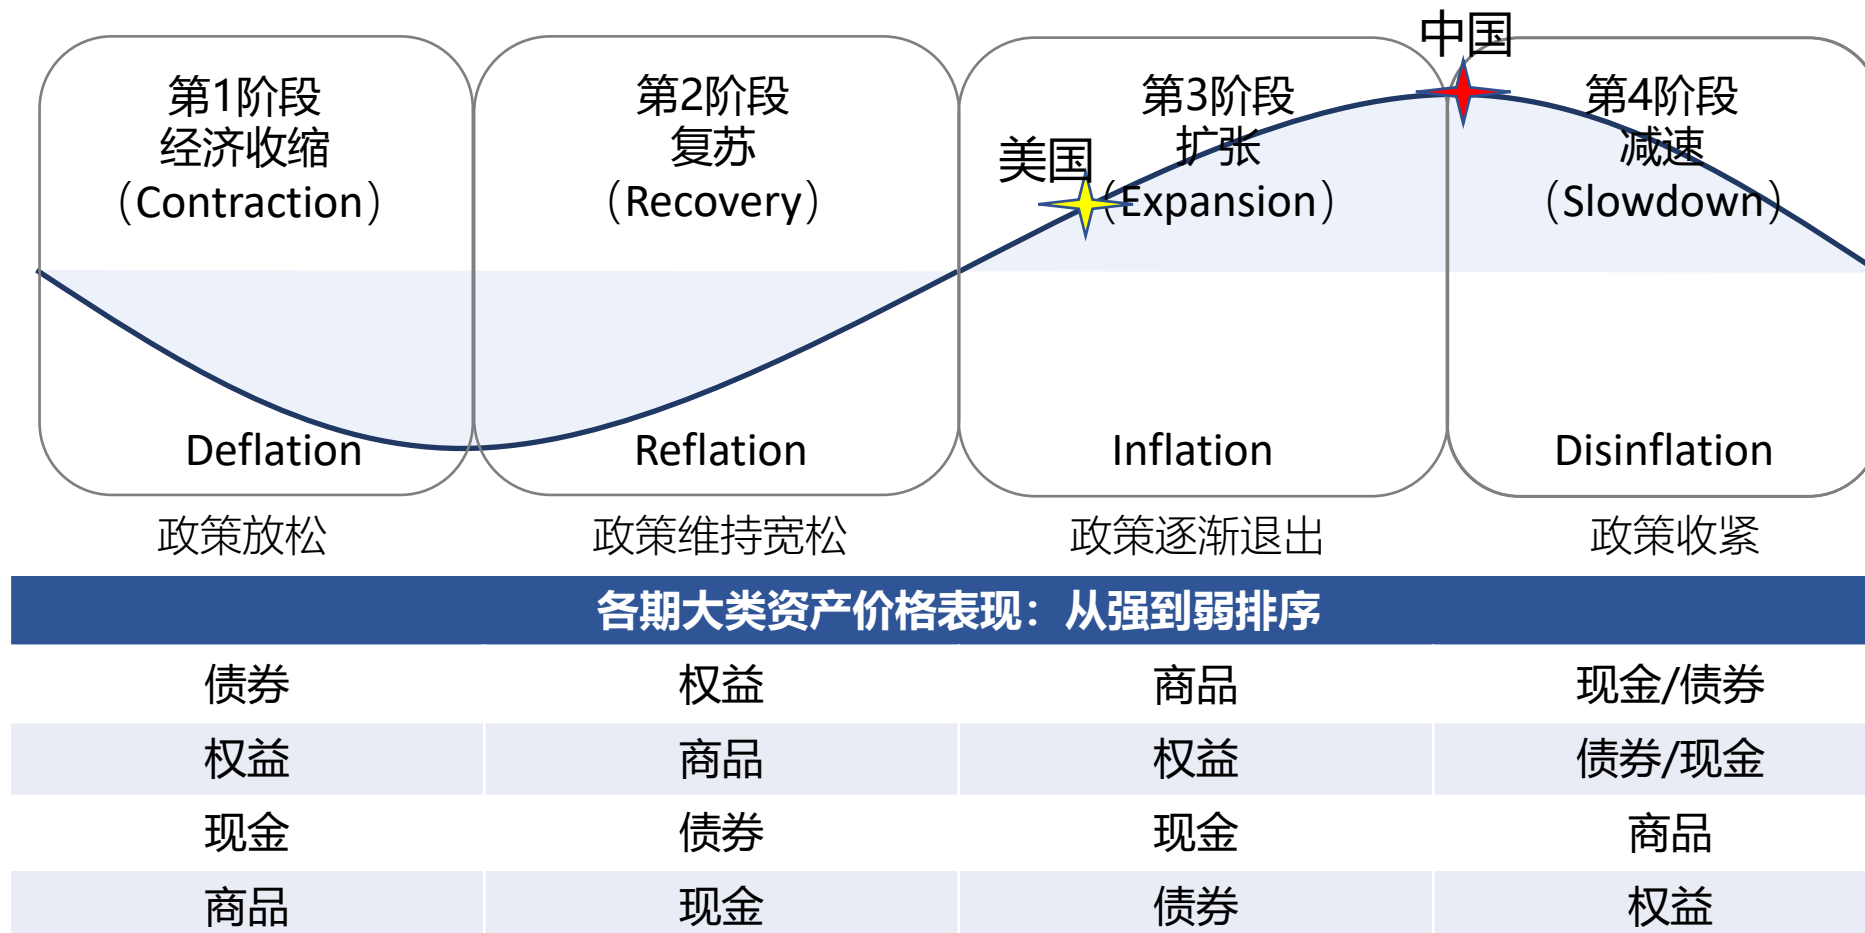 中国
第1阶段
经济收缩
（Contraction）
第2阶段
复苏
（Recovery）
美国
第3阶段
扩张
（Expansion）
第4阶段
减速
（Slowdown）
Deflation
Reflation
Inflation
Disinflation
政策放松
政策维持宽松
政策逐渐退出
政策收紧
各期大类资产价格表现：从强到弱排序
债券 权益 商品 现金/债券
权益 商品 权益 债券/现金
现金 债券 现金 商品
商品 现金 债券 权益